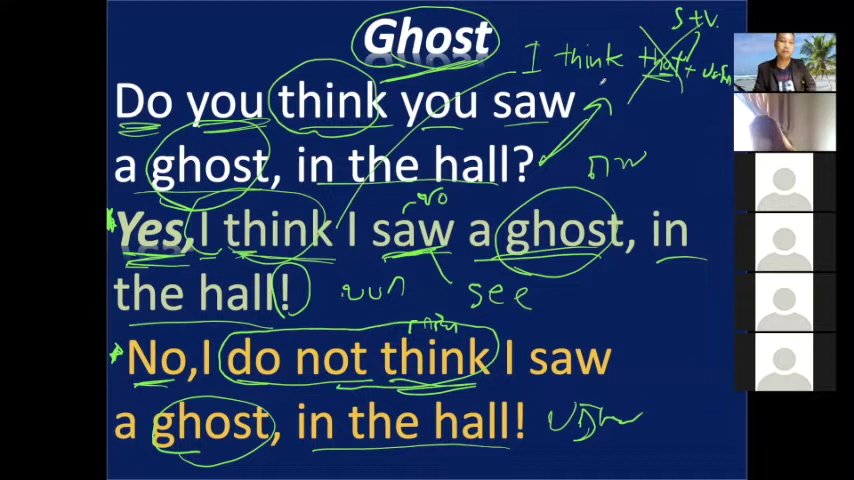 Ghost
S + V.
I think that +
Do you think you saw
a ghost, in the hall?
Yes,I think I saw a ghost, in
the hall!
see
No,I do not think I saw
a ghost, in the hall!